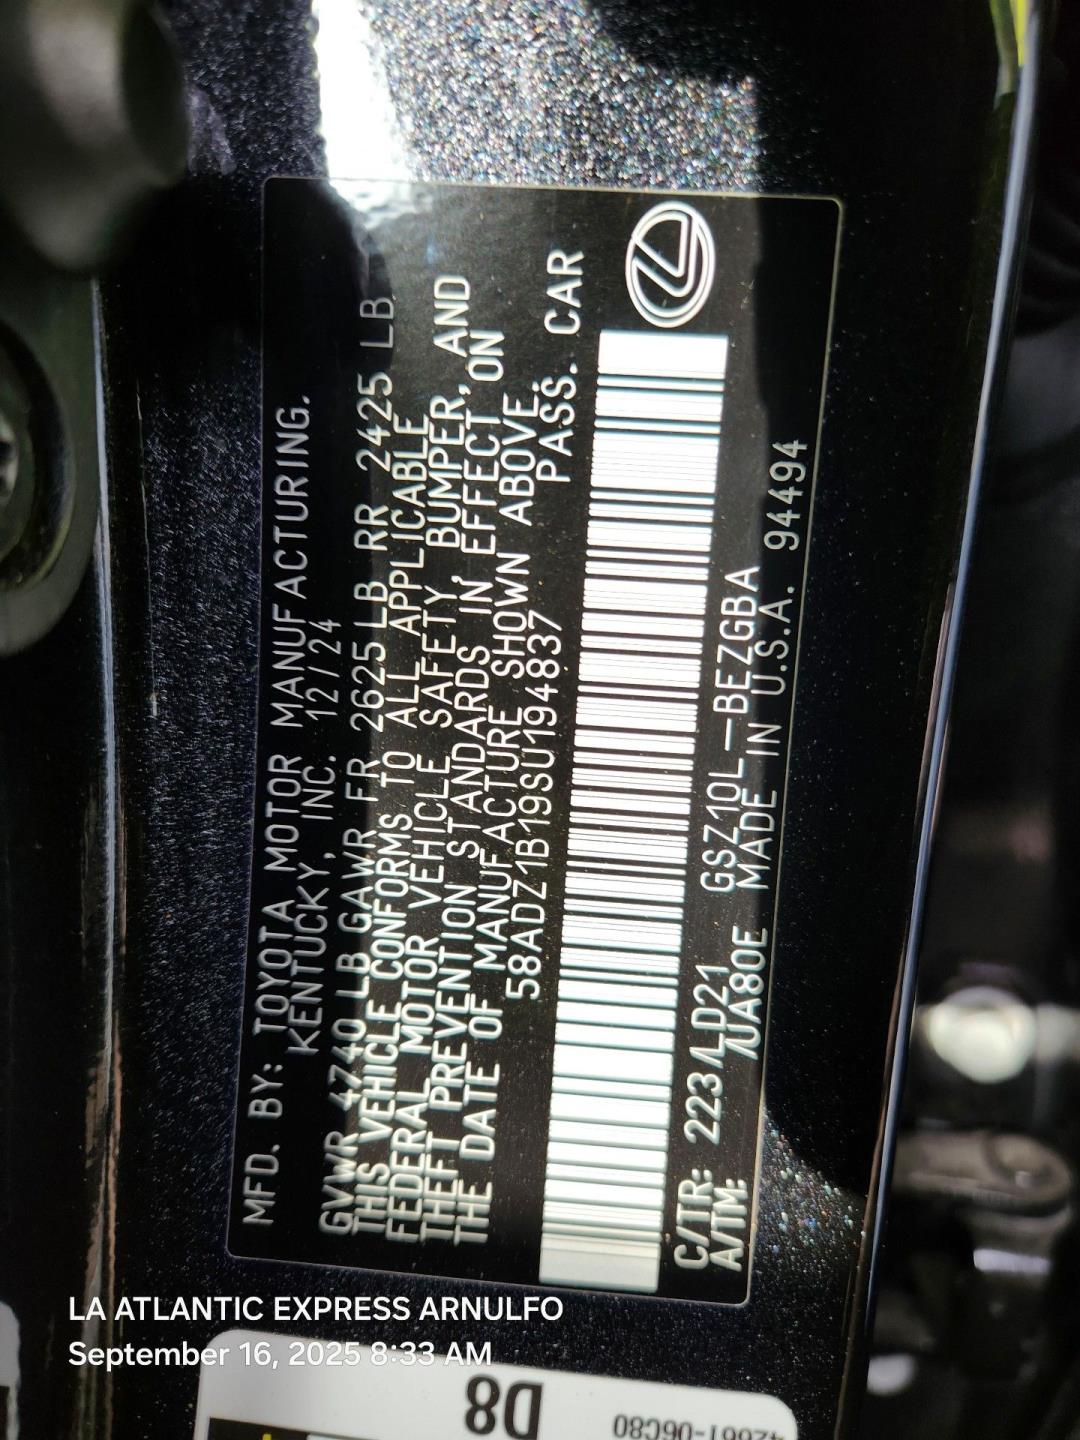 MFD. BY: TOYOTA MOTOR MANUFACTURING.
KENTUCKY, INC. 12/24
GVWR 4740 LB GAWR FR 2625 LB RR 2425 LB
THIS VEHICLE CONFORMS TO ALL APPLICABLE
FEDERAL MOTOR VEHICLE SAFETY, BUMPER, AND
THEFT PREVENTION STANDARDS IN EFFECT ON
THE DATE OF MANUFACTURE SHOWN ABOVE.
58ADZ1B19SU194837 PASS. CAR
C/TR: 223/LD21 GSZ10L-BEZGBA
A/TM: /UA80E MADE IN U.S.A. 94494
LA ATLANTIC EXPRESS ARNULFO
September 16, 2025 8:33 AM
D8
42661-06C80